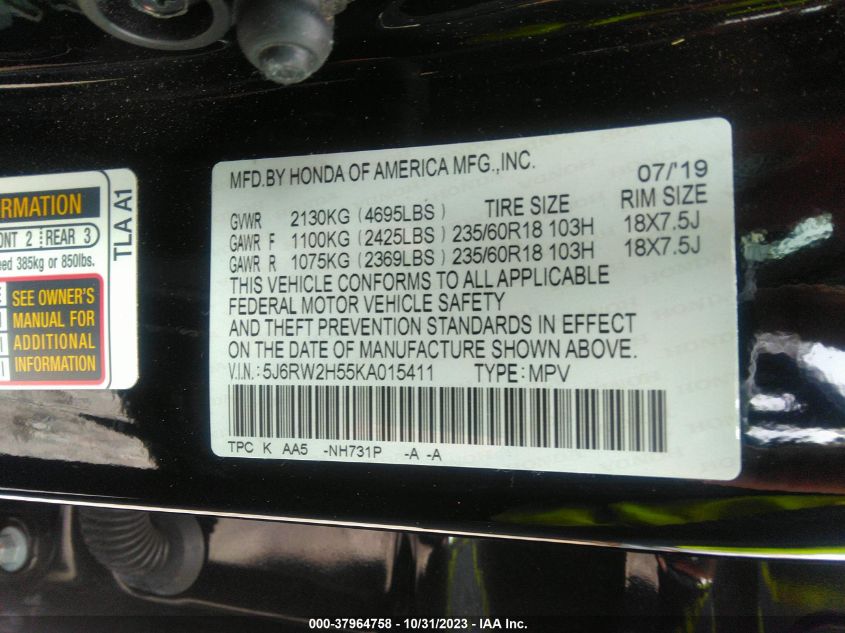 RMATION
ONT 2 REAR 3
eed 385kg or 850lbs.
SEE OWNER'S
MANUAL FOR
ADDITIONAL
INFORMATION
TLA A1
MFD.BY HONDA OF AMERICA MFG.,INC. 07/'19
GVWR 2130KG (4695LBS) TIRE SIZE RIM SIZE
GAWR F 1100KG (2425LBS) 235/60R18 103H 18X7.5J
GAWR R 1075KG (2369LBS) 235/60R18 103H 18X7.5J
THIS VEHICLE CONFORMS TO ALL APPLICABLE
FEDERAL MOTOR VEHICLE SAFETY
AND THEFT PREVENTION STANDARDS IN EFFECT
ON THE DATE OF MANUFACTURE SHOWN ABOVE.
V.I.N.: 5J6RW2H55KA015411 TYPE: MPV
TPC K AA5 -NH731P -A -A
000-37964758 - 10/31/2023 - IAA Inc.